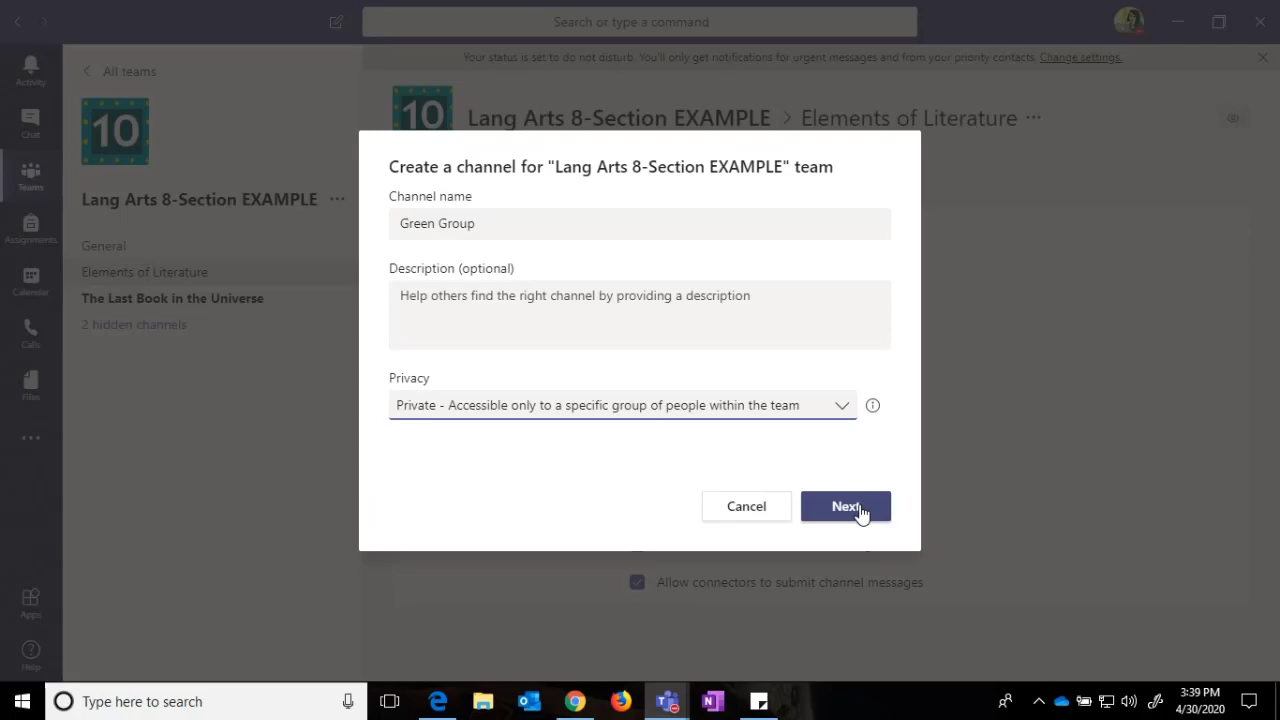 Search or type a command
Your status is set to do not disturb. You'll only get notifications for urgent messages and from your priority contacts. Change settings.
Activity
Chat
Teams
Assignments
Calendar
Calls
Files
Apps
Help
All teams
10
Lang Arts 8-Section EXAMPLE ...
General
Elements of Literature
The Last Book in the Universe
2 hidden channels
10
Lang Arts 8-Section EXAMPLE > Elements of Literature ...
Create a channel for "Lang Arts 8-Section EXAMPLE" team
Channel name
Green Group
Description (optional)
Help others find the right channel by providing a description
Privacy
Private - Accessible only to a specific group of people within the team
Cancel
Next
Allow connectors to submit channel messages
Type here to search
3:39 PM
4/30/2020